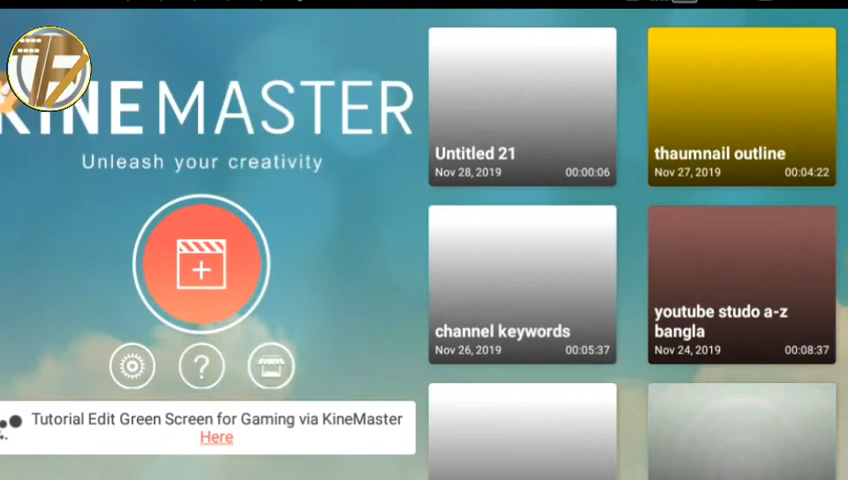 KINEMASTER
Unleash your creativity
Tutorial Edit Green Screen for Gaming via KineMaster
Here
Untitled 21
Nov 28, 2019 00:00:06
thaumnail outline
Nov 27, 2019 00:04:22
channel keywords
Nov 26, 2019 00:05:37
youtube studo a-z
bangla
Nov 24, 2019 00:08:37